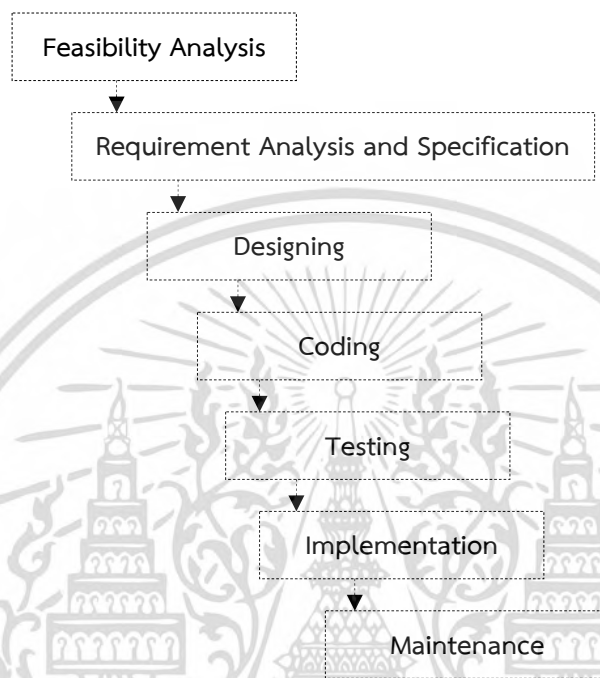 Feasibility Analysis
Requirement Analysis and Specification
Designing
Coding
Testing
Implementation
Maintenance